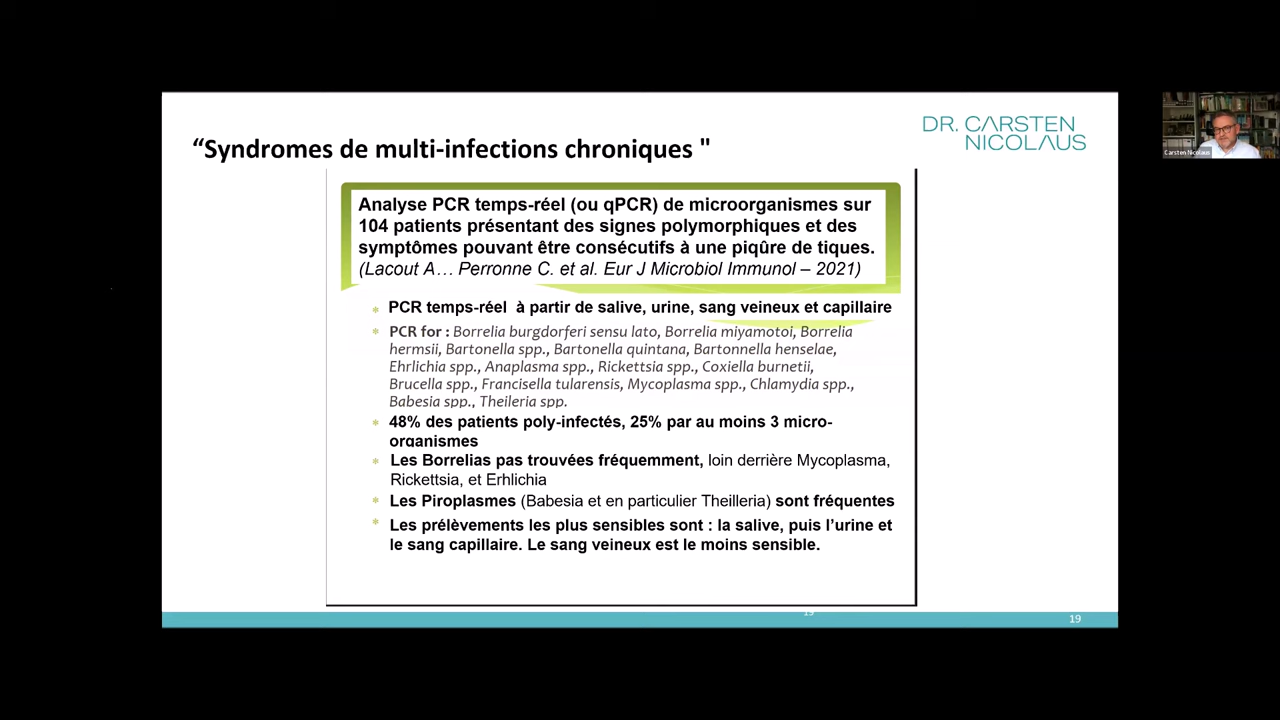 “Syndromes de multi-infections chroniques "
DR. CARSTEN
NICOLAUS
Carsten Nicolaus
Analyse PCR temps-réel (ou qPCR) de microorganismes sur
104 patients présentant des signes polymorphiques et des
symptômes pouvant être consécutifs à une piqûre de tiques.
(Lacout A… Perronne C. et al. Eur J Microbiol Immunol – 2021)
* PCR temps-réel à partir de salive, urine, sang veineux et capillaire
* PCR for : Borrelia burgdorferi sensu lato, Borrelia miyamotoi, Borrelia
hermsii, Bartonella spp., Bartonella quintana, Bartonnella henselae,
Ehrlichia spp., Anaplasma spp., Rickettsia spp., Coxiella burnetii,
Brucella spp., Francisella tularensis, Mycoplasma spp., Chlamydia spp.,
Babesia spp., Theileria spp.
* 48% des patients poly-infectés, 25% par au moins 3 micro-
organismes
* Les Borrelias pas trouvées fréquemment, loin derrière Mycoplasma,
Rickettsia, et Erhlichia
* Les Piroplasmes (Babesia et en particulier Theilleria) sont fréquentes
* Les prélèvements les plus sensibles sont : la salive, puis l’urine et
le sang capillaire. Le sang veineux est le moins sensible.
19
19